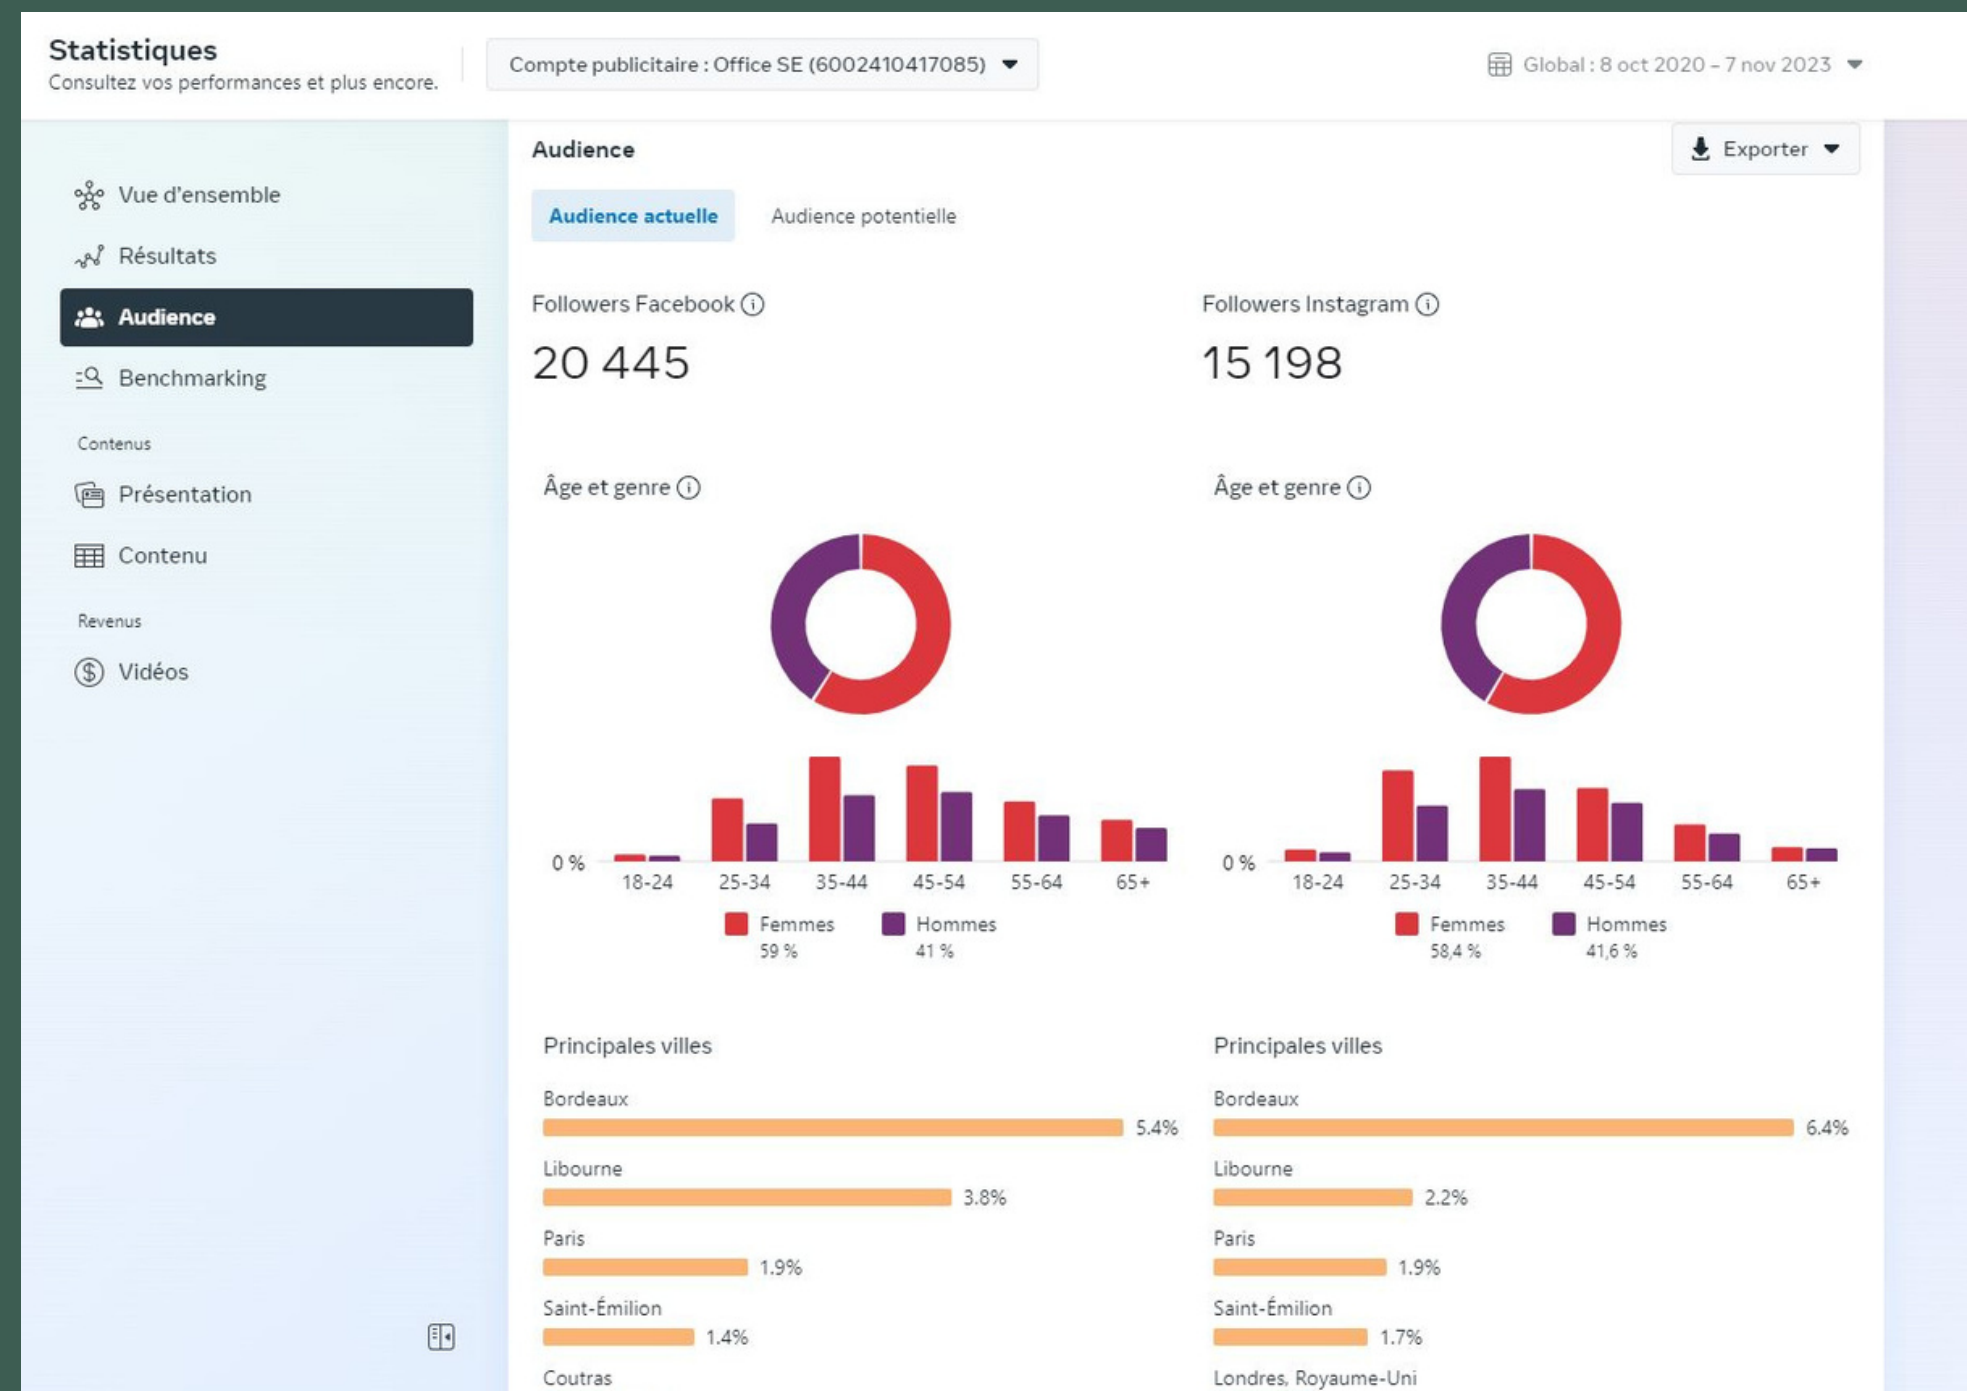 Statistiques
Consultez vos performances et plus encore.
Compte publicitaire : Office SE (6002410417085)
Global : 8 oct 2020 – 7 nov 2023
Vue d'ensemble
Résultats
Audience
Benchmarking
Contenus
Présentation
Contenu
Revenus
Vidéos
Audience
Exporter
Audience actuelle
Audience potentielle
Followers Facebook
20 445
Âge et genre
0 %
18-24 25-34 35-44 45-54 55-64 65+
Femmes
59 %
Hommes
41 %
Principales villes
Bordeaux
5.4%
Libourne
3.8%
Paris
1.9%
Saint-Émilion
1.4%
Coutras
Followers Instagram
15 198
Âge et genre
0 %
18-24 25-34 35-44 45-54 55-64 65+
Femmes
58,4 %
Hommes
41,6 %
Principales villes
Bordeaux
6.4%
Libourne
2.2%
Paris
1.9%
Saint-Émilion
1.7%
Londres, Royaume-Uni